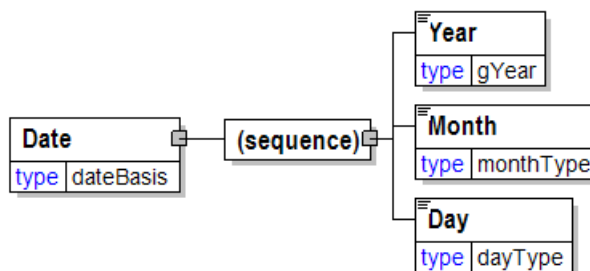 Year
type gYear
Date
type dateBasis
(sequence)
Month
type monthType
Day
type dayType